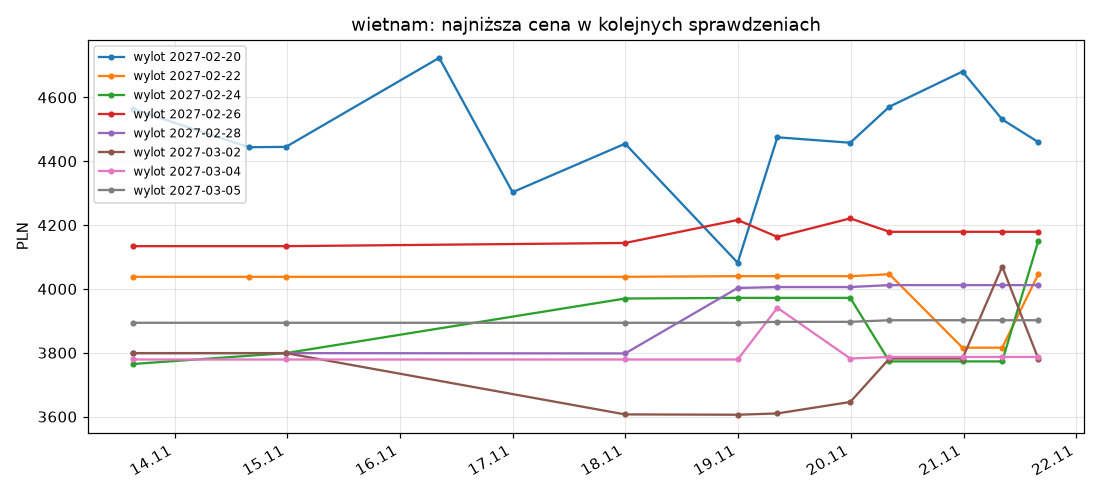 wietnam: najniższa cena w kolejnych sprawdzeniach
wylot 2027-02-20
wylot 2027-02-22
wylot 2027-02-24
wylot 2027-02-26
wylot 2027-02-28
wylot 2027-03-02
wylot 2027-03-04
wylot 2027-03-05
PLN
4600
4400
4200
4000
3800
3600
14.11 15.11 16.11 17.11 18.11 19.11 20.11 21.11 22.11